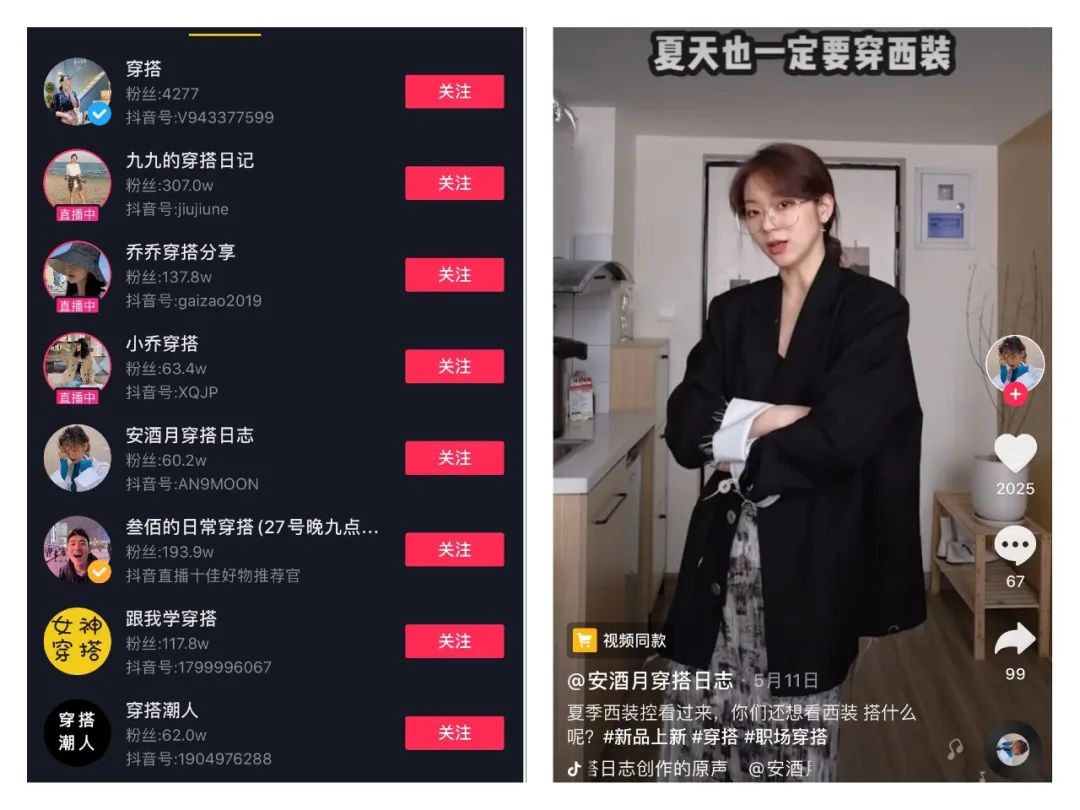 穿搭
粉丝:4277
抖音号:V943377599
关注
九九的穿搭日记
粉丝:307.0w
抖音号:jiujiune
直播中
关注
乔乔穿搭分享
粉丝:137.8w
抖音号:gaizao2019
直播中
关注
小乔穿搭
粉丝:63.4w
抖音号:XQJP
直播中
关注
安酒月穿搭日志
粉丝:60.2w
抖音号:AN9MOON
关注
叁佰的日常穿搭(27号晚九点...
粉丝:193.9w
抖音直播十佳好物推荐官
关注
女神
穿搭
跟我学穿搭
粉丝:117.8w
抖音号:1799996067
关注
穿搭
潮人
穿搭潮人
粉丝:62.0w
抖音号:1904976288
关注
夏天也一定要穿西裝
2025
67
99
视频同款
@安酒月穿搭日志 · 5月11日
夏季西装控看过来，你们还想看西装 搭什么
呢？#新品上新 #穿搭 #职场穿搭
搭日志创作的原声 @安酒月